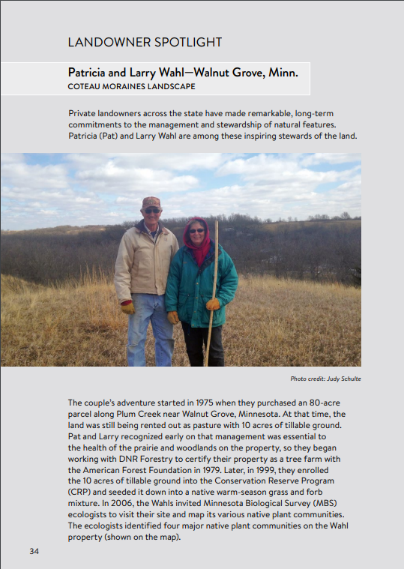 LANDOWNER SPOTLIGHT
Patricia and Larry Wahl—Walnut Grove, Minn.
COTEAU MORAINES LANDSCAPE
Private landowners across the state have made remarkable, long-term
commitments to the management and stewardship of natural features.
Patricia (Pat) and Larry Wahl are among these inspiring stewards of the land.
Photo credit: Judy Schulte
The couple's adventure started in 1975 when they purchased an 80-acre
parcel along Plum Creek near Walnut Grove, Minnesota. At that time, the
land was still being rented out as pasture with 10 acres of tillable ground.
Pat and Larry recognized early on that management was essential to
the health of the prairie and woodlands on the property, so they began
working with DNR Forestry to certify their property as a tree farm with
the American Forest Foundation in 1979. Later, in 1999, they enrolled
the 10 acres of tillable ground into the Conservation Reserve Program
(CRP) and seeded it down into a native warm-season grass and forb
mixture. In 2006, the Wahls invited Minnesota Biological Survey (MBS)
ecologists to visit their site and map its various native plant communities.
The ecologists identified four major native plant communities on the Wahl
property (shown on the map).
34